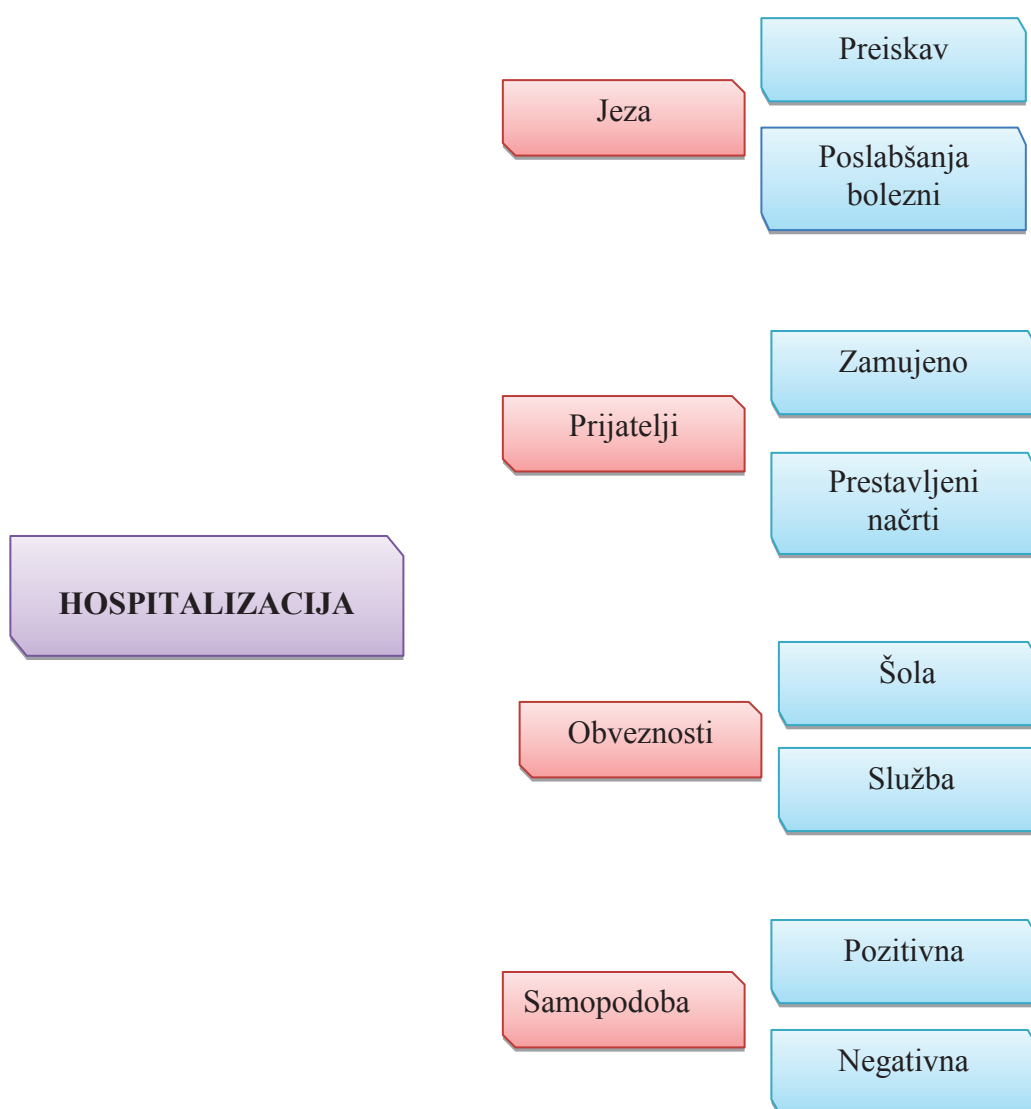 HOSPITALIZACIJA
Jeza
Preiskav
Poslabšanja
bolezni
Prijatelji
Zamujeno
Prestavljeni
načrti
Obveznosti
Šola
Služba
Samopodoba
Pozitivna
Negativna